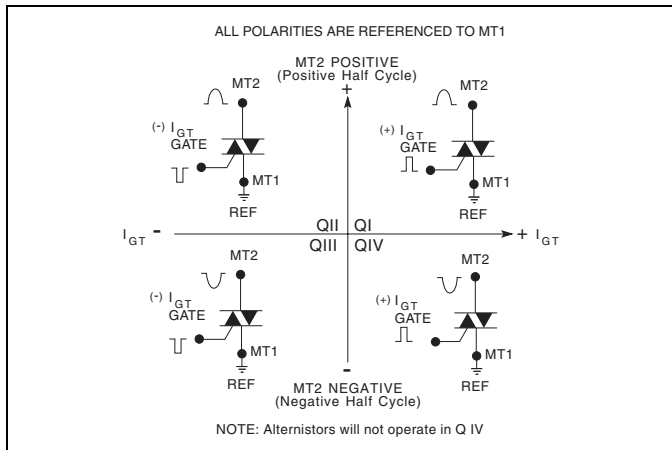 ALL POLARITIES ARE REFERENCED TO MT1
MT2 POSITIVE
(Positive Half Cycle)
+
MT2
(-) IGT
GATE
MT1
REF
MT2
(+) IGT
GATE
MT1
REF
IGT -
QII QI
QIII QIV
+ IGT
MT2
(-) IGT
GATE
MT1
REF
MT2
(+) IGT
GATE
MT1
REF
-
MT2 NEGATIVE
(Negative Half Cycle)
NOTE: Alternistors will not operate in Q IV